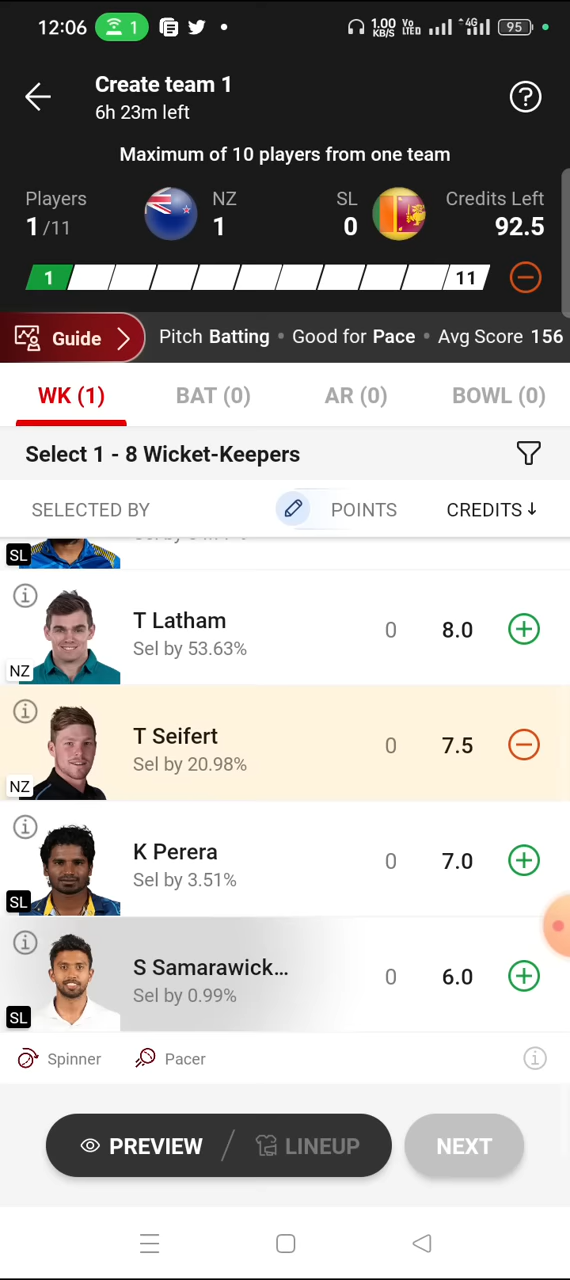 12:06 1 1.00 KB/S Vo LTED 4G 95
Create team 1
6h 23m left
Maximum of 10 players from one team
Players NZ SL Credits Left
1/11 1 0 92.5
1 11
Guide Pitch Batting • Good for Pace • Avg Score 156
WK (1) BAT (0) AR (0) BOWL (0)
Select 1 - 8 Wicket-Keepers
SELECTED BY POINTS CREDITS↓
SL
T Latham 0 8.0
Sel by 53.63%
NZ
T Seifert 0 7.5
Sel by 20.98%
NZ
K Perera 0 7.0
Sel by 3.51%
SL
S Samarawick... 0 6.0
Sel by 0.99%
SL
Spinner Pacer
PREVIEW / LINEUP NEXT